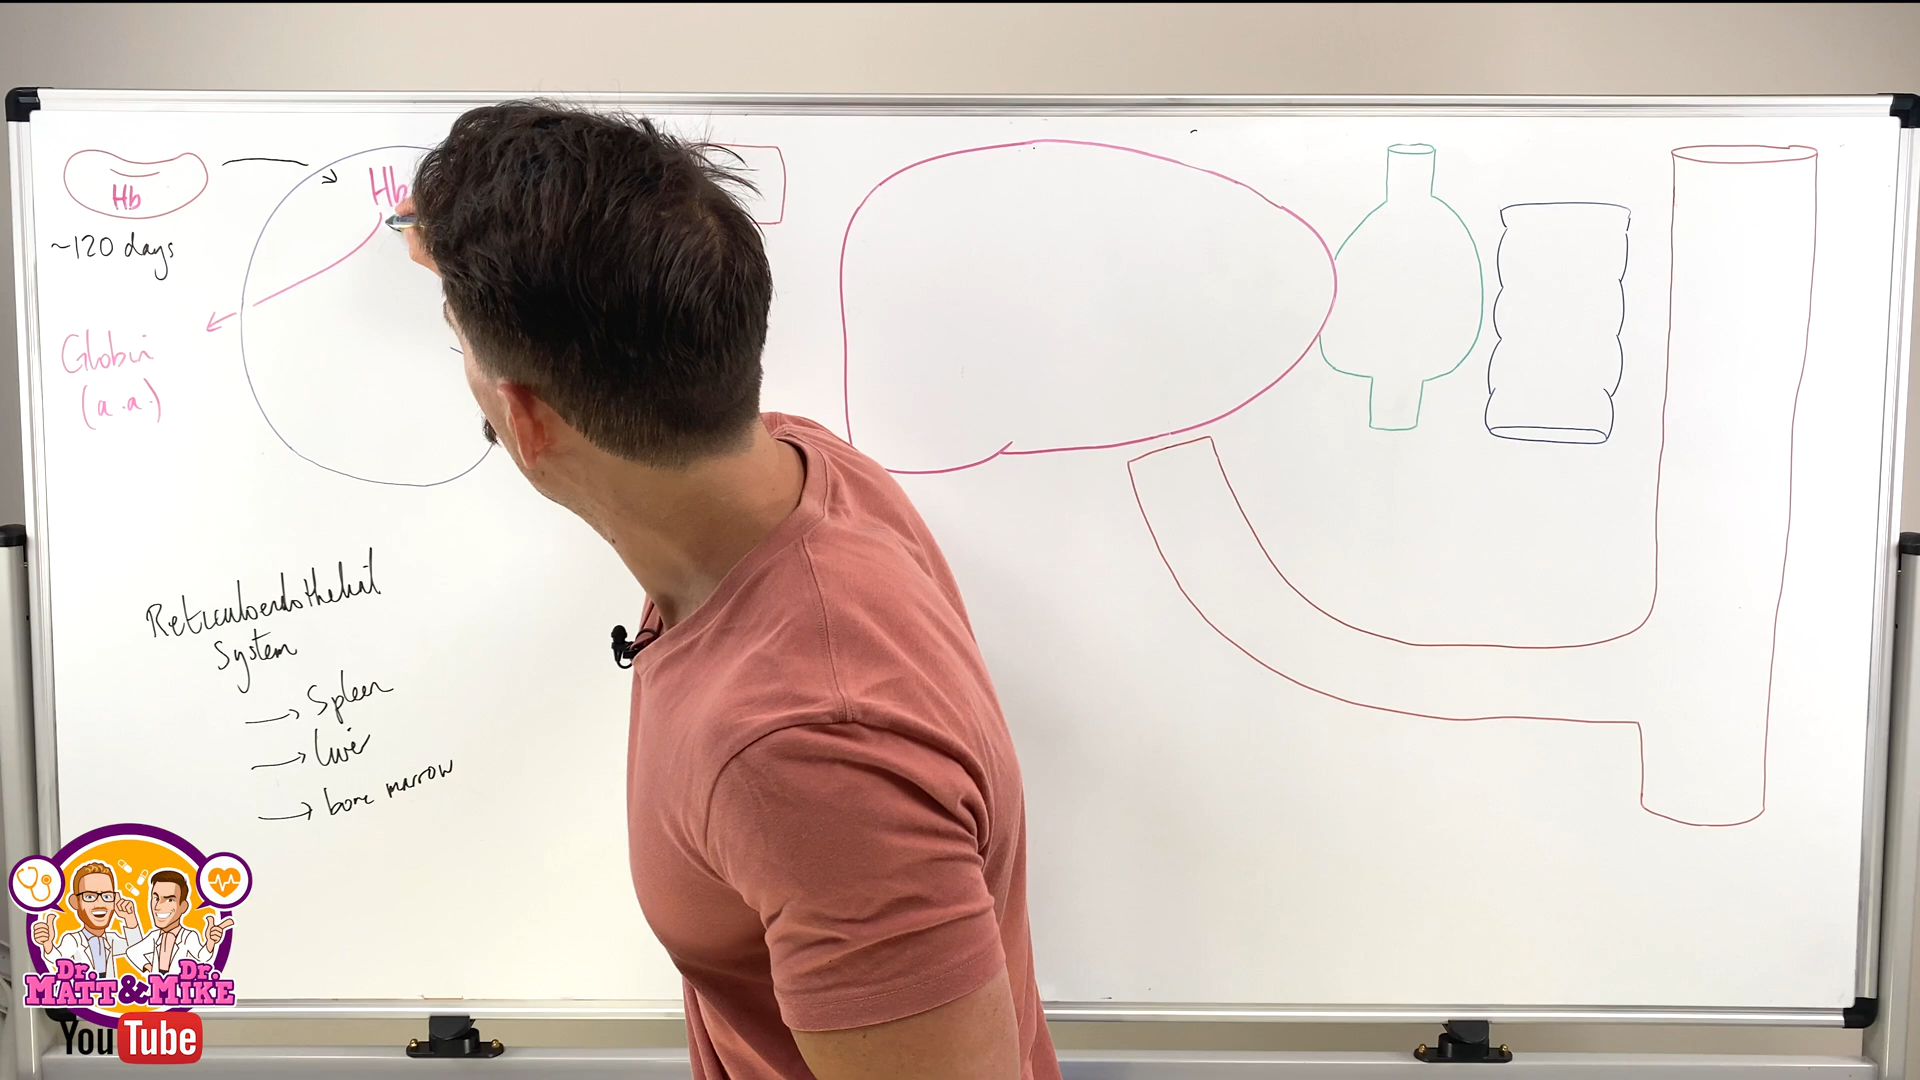 Hb
~120 days
Hb
Globin
(a.a.)
Reticuloendothelial
System
→ Spleen
→ Liver
→ bone marrow
Dr. Dr.
MATT & MIKE
YouTube